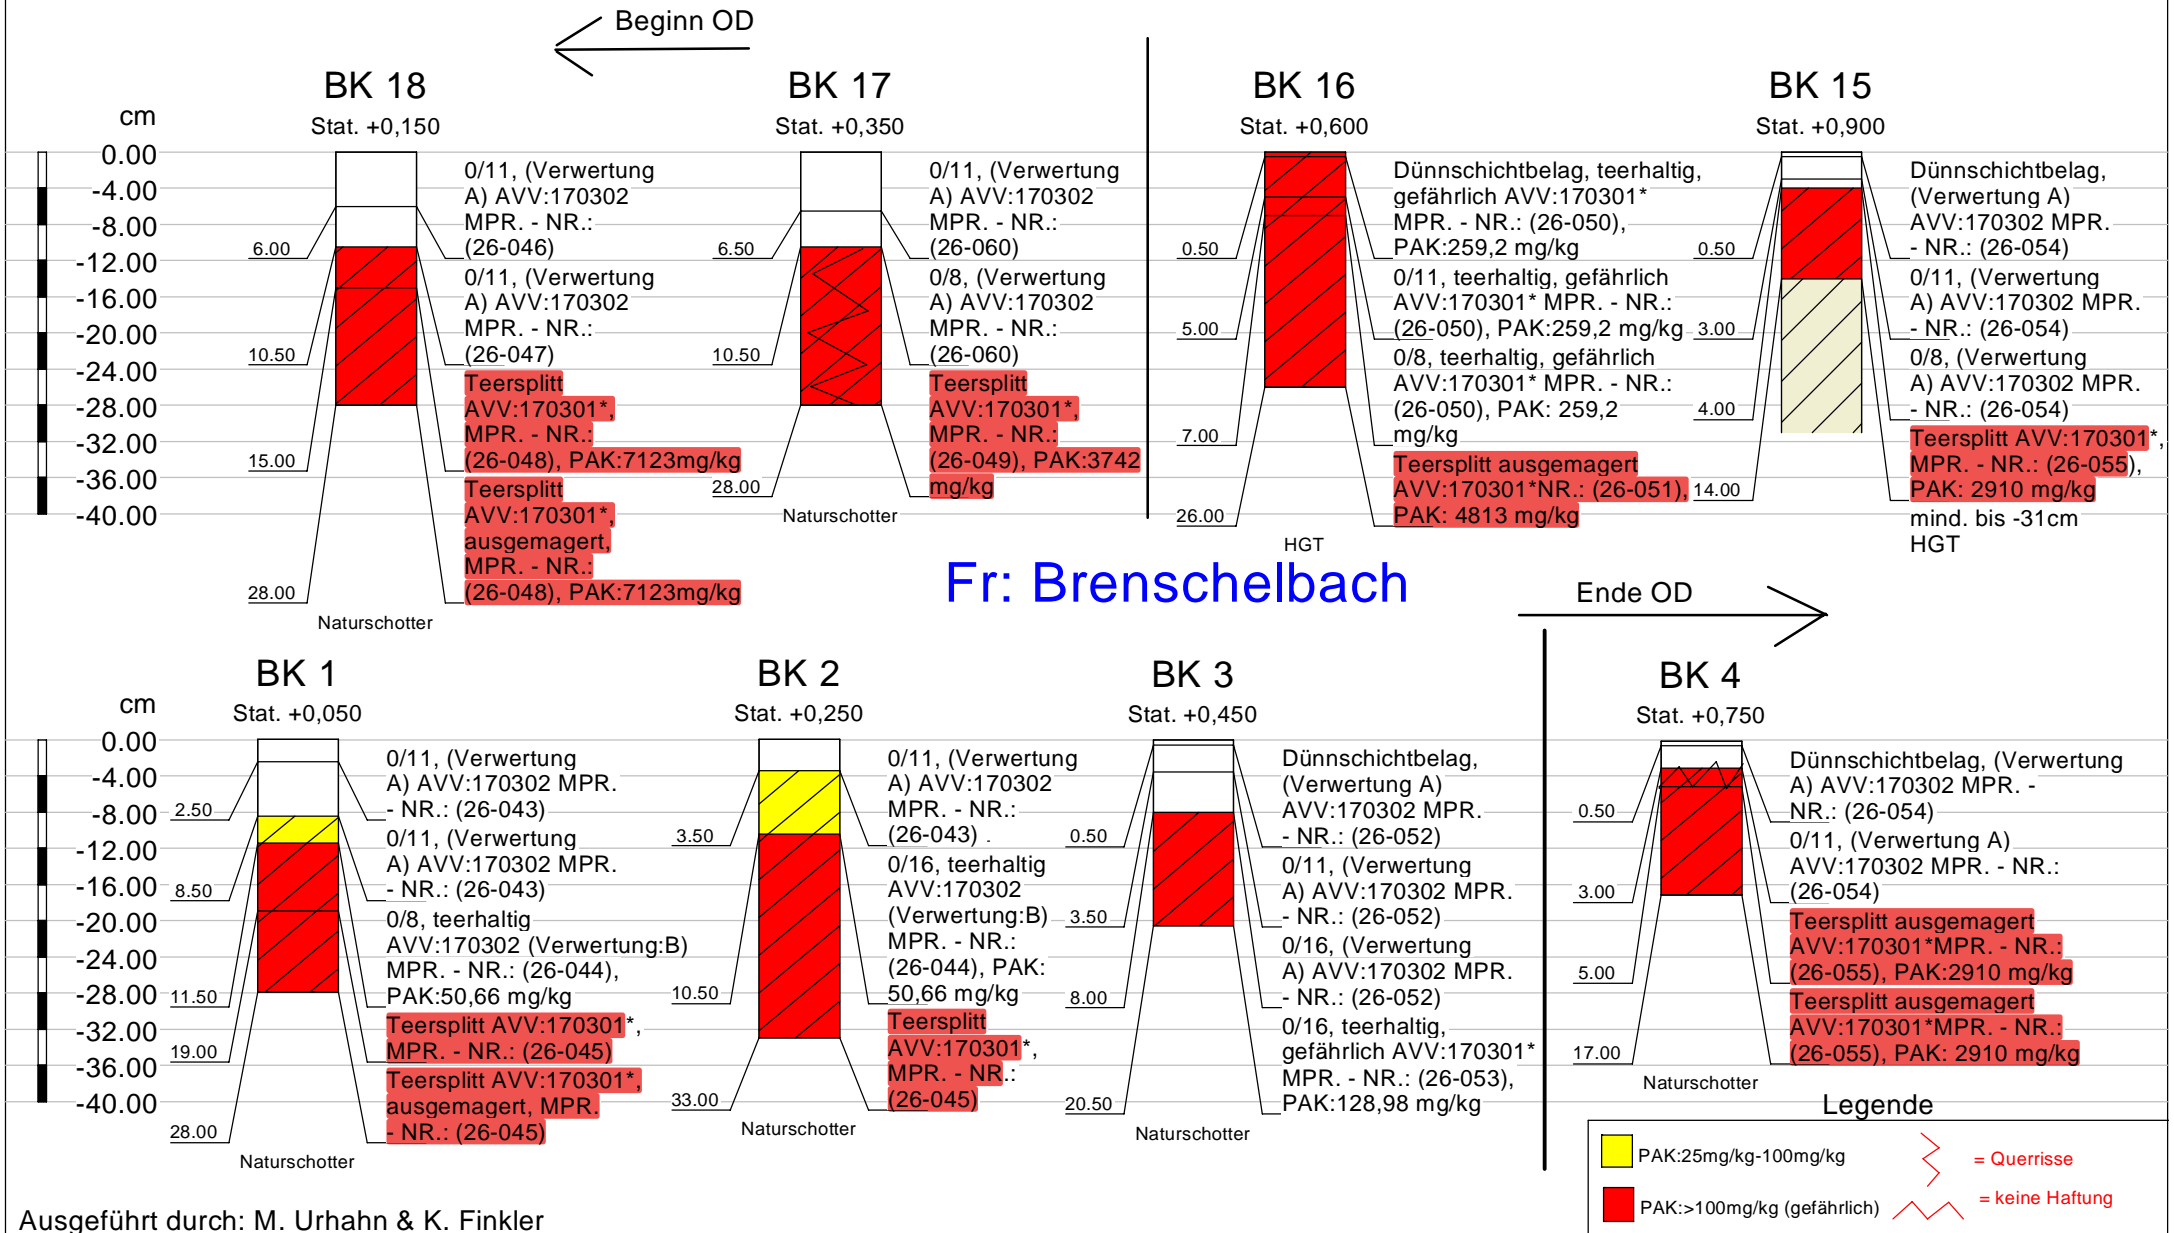 Beginn OD
BK 18
Stat. +0,150
BK 17
Stat. +0,350
BK 16
Stat. +0,600
BK 15
Stat. +0,900
cm
0.00
-4.00
-8.00
-12.00
-16.00
-20.00
-24.00
-28.00
-32.00
-36.00
-40.00
6.00
10.50
15.00
28.00
0/11, (Verwertung
A) AVV:170302
MPR. - NR.:
(26-046)
0/11, (Verwertung
A) AVV:170302
MPR. - NR.:
(26-047)
Teersplitt
AVV:170301*,
MPR. - NR.:
(26-048), PAK:7123mg/kg
Teersplitt
AVV:170301*,
ausgemagert,
MPR. - NR.:
(26-048), PAK:7123mg/kg
Naturschotter
6.50
10.50
28.00
0/11, (Verwertung
A) AVV:170302
MPR. - NR.:
(26-060)
0/8, (Verwertung
A) AVV:170302
MPR. - NR.:
(26-060)
Teersplitt
AVV:170301*,
MPR. - NR.:
(26-049), PAK:3742
mg/kg
Naturschotter
0.50
5.00
7.00
26.00
Dünnschichtbelag, teerhaltig,
gefährlich AVV:170301*
MPR. - NR.: (26-050),
PAK:259,2 mg/kg
0/11, teerhaltig, gefährlich
AVV:170301* MPR. - NR.:
(26-050), PAK:259,2 mg/kg
0/8, teerhaltig, gefährlich
AVV:170301* MPR. - NR.:
(26-050), PAK: 259,2
mg/kg
Teersplitt ausgemagert
AVV:170301*NR.: (26-051),
PAK: 4813 mg/kg
HGT
0.50
3.00
4.00
14.00
Dünnschichtbelag,
(Verwertung A)
AVV:170302 MPR.
- NR.: (26-054)
0/11, (Verwertung
A) AVV:170302 MPR.
- NR.: (26-054)
0/8, (Verwertung
A) AVV:170302 MPR.
- NR.: (26-054)
Teersplitt AVV:170301*,
MPR. - NR.: (26-055),
PAK: 2910 mg/kg
mind. bis -31cm
HGT
Fr: Brenschelbach
Ende OD
BK 1
Stat. +0,050
BK 2
Stat. +0,250
BK 3
Stat. +0,450
BK 4
Stat. +0,750
cm
0.00
-4.00
-8.00
-12.00
-16.00
-20.00
-24.00
-28.00
-32.00
-36.00
-40.00
2.50
8.50
11.50
19.00
28.00
0/11, (Verwertung
A) AVV:170302 MPR.
- NR.: (26-043)
0/11, (Verwertung
A) AVV:170302 MPR.
- NR.: (26-043)
0/8, teerhaltig
AVV:170302 (Verwertung:B)
MPR. - NR.: (26-044),
PAK:50,66 mg/kg
Teersplitt AVV:170301*,
MPR. - NR.: (26-045)
Teersplitt AVV:170301*,
ausgemagert, MPR.
- NR.: (26-045)
Naturschotter
3.50
10.50
33.00
0/11, (Verwertung
A) AVV:170302
MPR. - NR.:
(26-043) .
0/16, teerhaltig
AVV:170302
(Verwertung:B)
MPR. - NR.:
(26-044), PAK:
50,66 mg/kg
Teersplitt
AVV:170301*,
MPR. - NR.:
(26-045)
Naturschotter
0.50
3.50
8.00
20.50
Dünnschichtbelag,
(Verwertung A)
AVV:170302 MPR.
- NR.: (26-052)
0/11, (Verwertung
A) AVV:170302 MPR.
- NR.: (26-052)
0/16, (Verwertung
A) AVV:170302 MPR.
- NR.: (26-052)
0/16, teerhaltig,
gefährlich AVV:170301*
MPR. - NR.: (26-053),
PAK:128,98 mg/kg
Naturschotter
0.50
3.00
5.00
17.00
Dünnschichtbelag, (Verwertung
A) AVV:170302 MPR. -
NR.: (26-054)
0/11, (Verwertung A)
AVV:170302 MPR. - NR.:
(26-054)
Teersplitt ausgemagert
AVV:170301*MPR. - NR.:
(26-055), PAK:2910 mg/kg
Teersplitt ausgemagert
AVV:170301*MPR. - NR.:
(26-055), PAK: 2910 mg/kg
Naturschotter
Legende
PAK:25mg/kg-100mg/kg
= Querrisse
PAK:>100mg/kg (gefährlich)
= keine Haftung
Ausgeführt durch: M. Urhahn & K. Finkler